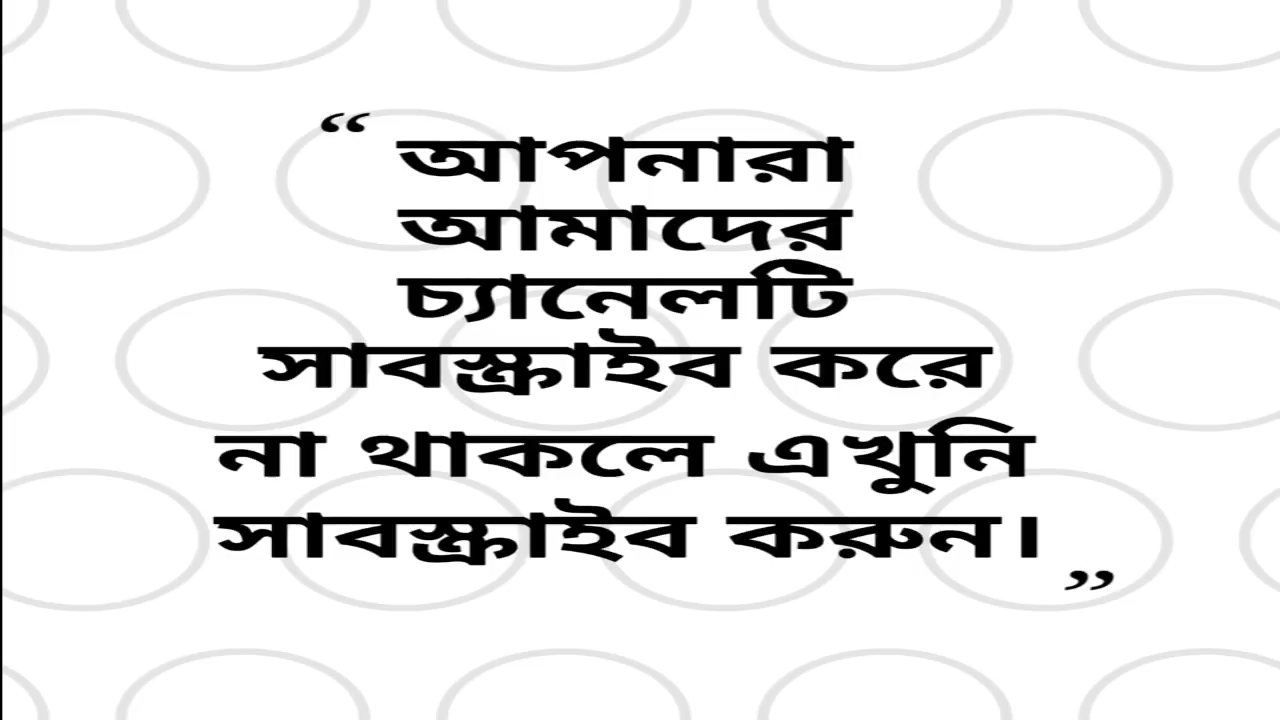 “ আপনারা
আমাদের
চ্যানেলটি
সাবস্ক্রাইব করে
না থাকলে এখুনি
সাবস্ক্রাইব করুন।
”